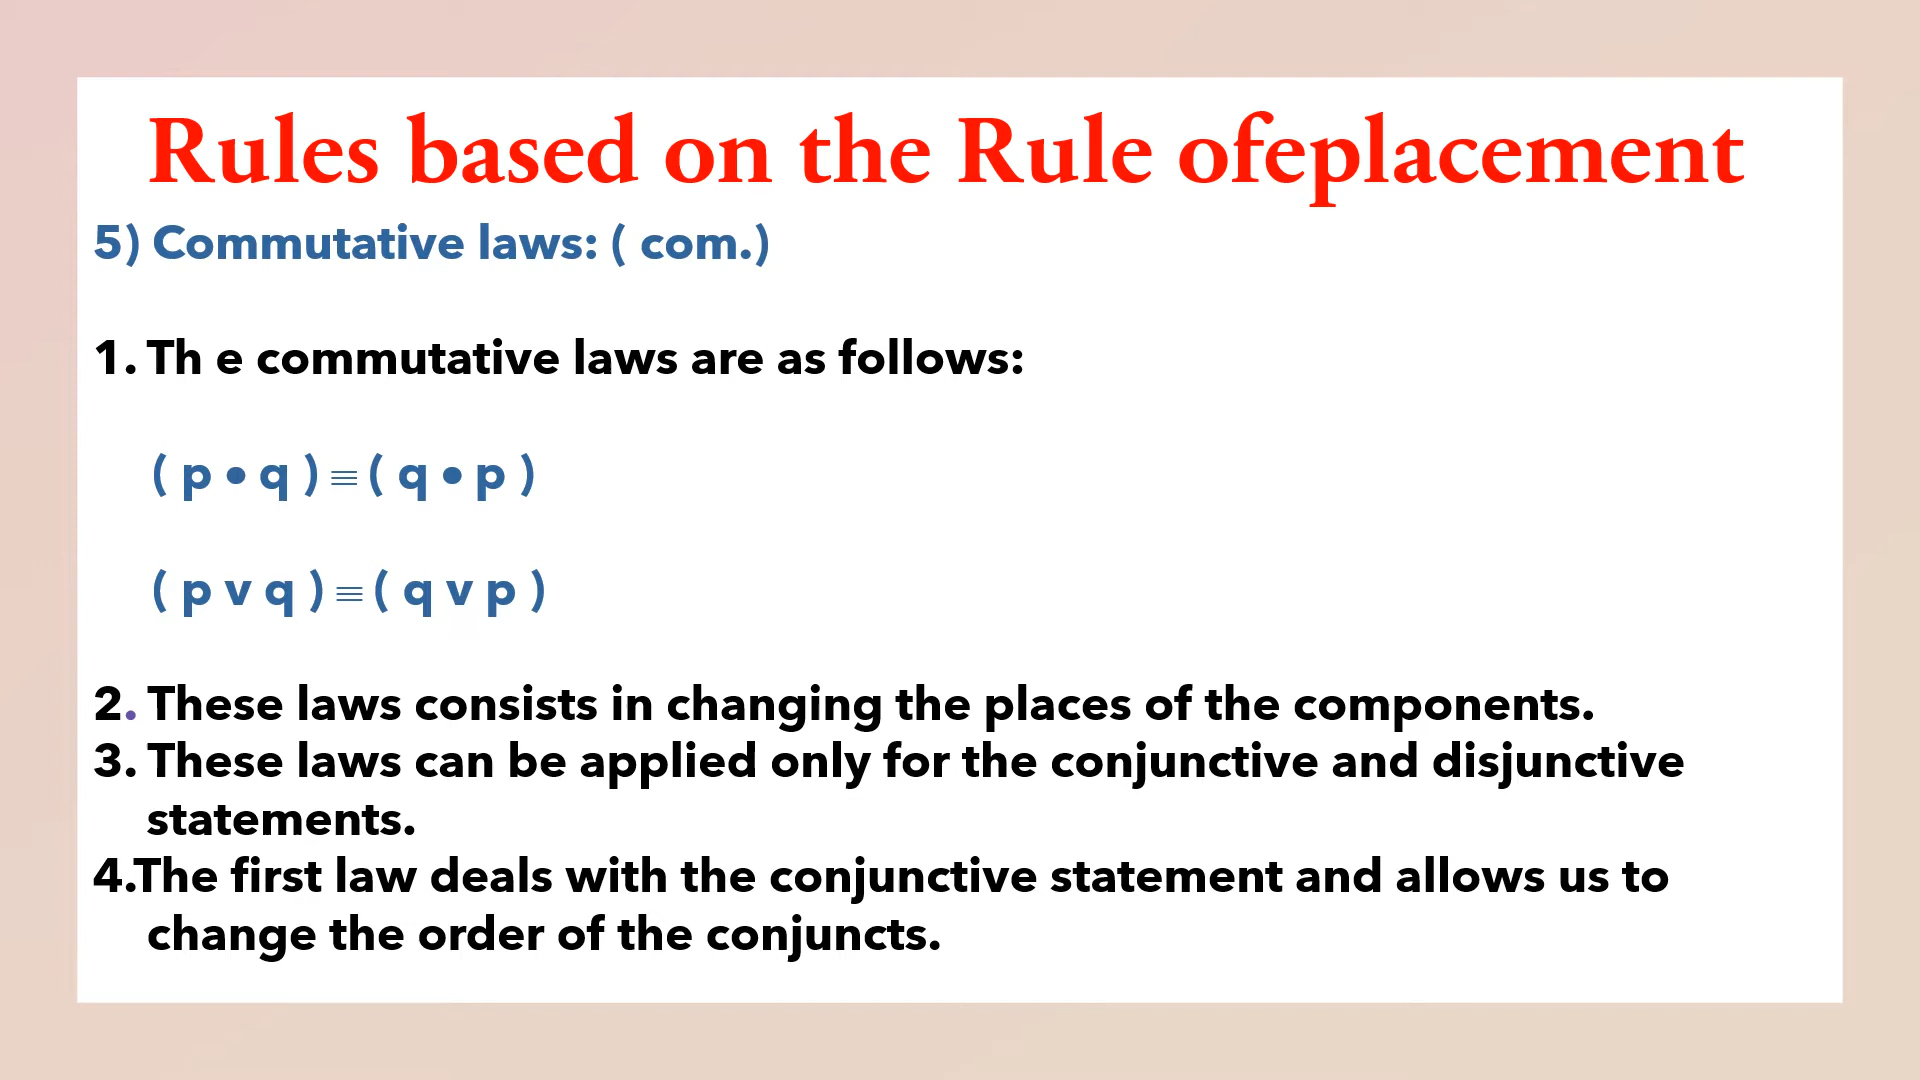 Rules based on the Rule ofeplacement
5) Commutative laws: ( com.)
1. Th e commutative laws are as follows:
( p • q ) ≡ ( q • p )
( p v q ) ≡ ( q v p )
2. These laws consists in changing the places of the components.
3. These laws can be applied only for the conjunctive and disjunctive
statements.
4.The first law deals with the conjunctive statement and allows us to
change the order of the conjuncts.